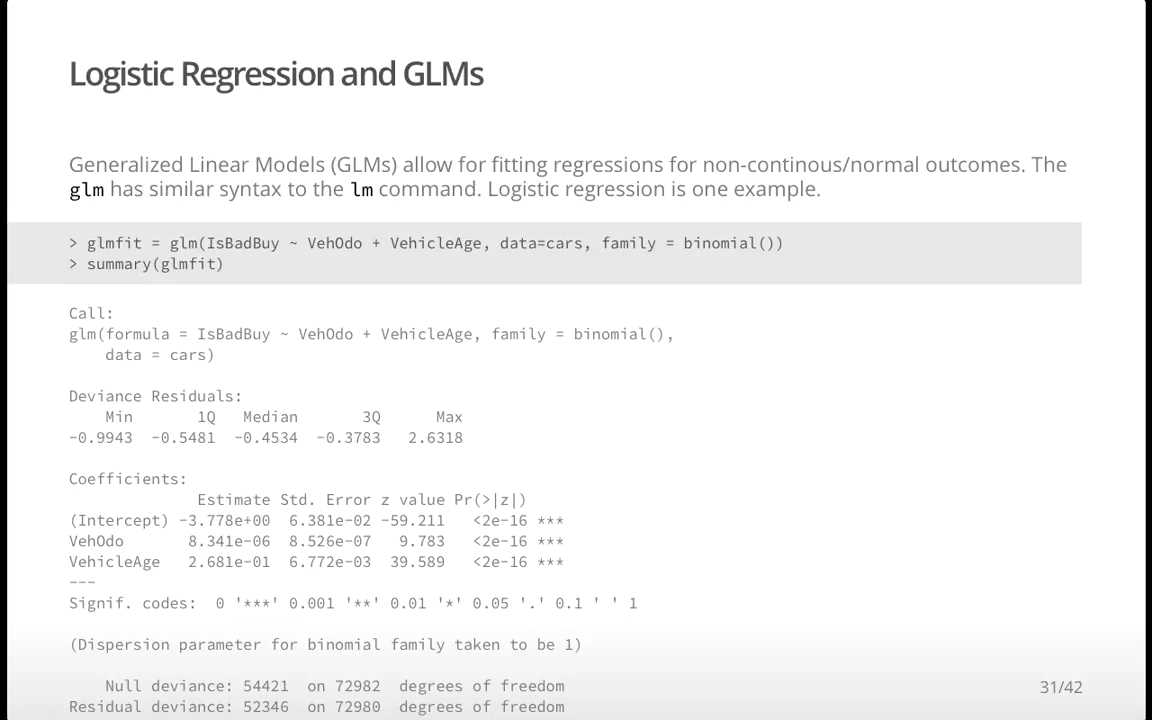 Logistic Regression and GLMs
Generalized Linear Models (GLMs) allow for fitting regressions for non-continous/normal outcomes. The
glm has similar syntax to the lm command. Logistic regression is one example.
> glmfit = glm(IsBadBuy ~ VehOdo + VehicleAge, data=cars, family = binomial())
> summary(glmfit)
Call:
glm(formula = IsBadBuy ~ VehOdo + VehicleAge, family = binomial(),
    data = cars)
Deviance Residuals:
    Min       1Q   Median       3Q      Max
-0.9943  -0.5481  -0.4534  -0.3783   2.6318
Coefficients:
              Estimate Std. Error z value Pr(>|z|)
(Intercept) -3.778e+00  6.381e-02 -59.211   <2e-16 ***
VehOdo       8.341e-06  8.526e-07   9.783   <2e-16 ***
VehicleAge   2.681e-01  6.772e-03  39.589   <2e-16 ***
---
Signif. codes:  0 '***' 0.001 '**' 0.01 '*' 0.05 '.' 0.1 ' ' 1
(Dispersion parameter for binomial family taken to be 1)
    Null deviance: 54421  on 72982  degrees of freedom
Residual deviance: 52346  on 72980  degrees of freedom
31/42